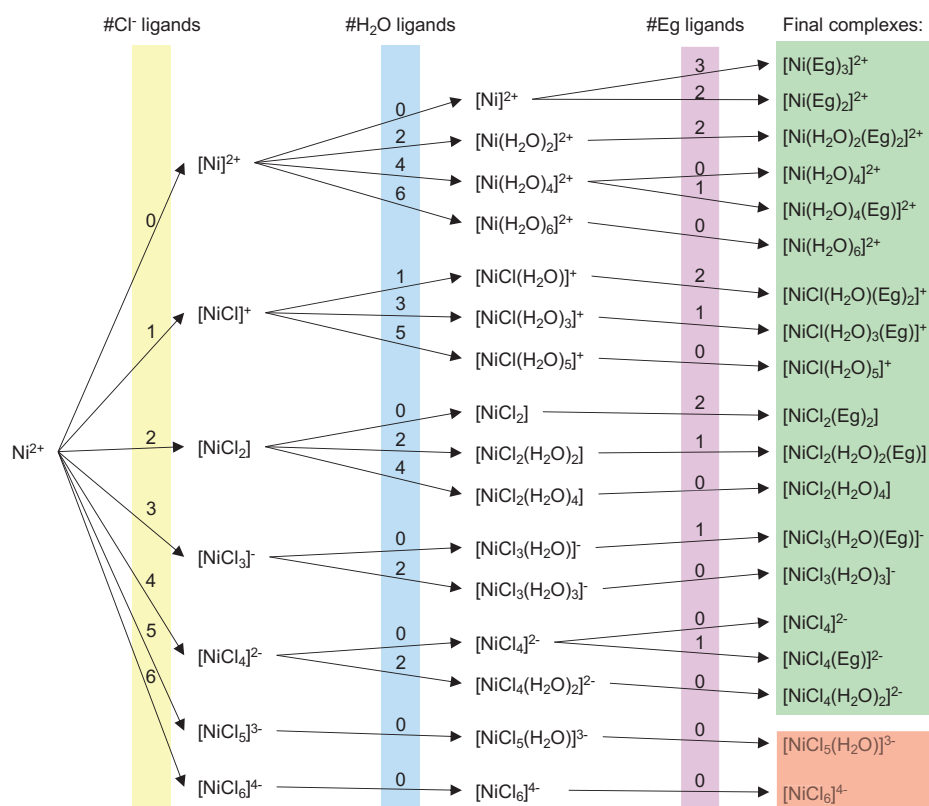 #Cl⁻ ligands #H₂O ligands #Eg ligands Final complexes:
3 [Ni(Eg)₃]²⁺
0 [Ni]²⁺ 2 [Ni(Eg)₂]²⁺
2 [Ni(H₂O)₂]²⁺ 2 [Ni(H₂O)₂(Eg)₂]²⁺
[Ni]²⁺ 4 [Ni(H₂O)₄]²⁺ 0 [Ni(H₂O)₄]²⁺
1 [Ni(H₂O)₄(Eg)]²⁺
0 6 [Ni(H₂O)₆]²⁺ 0 [Ni(H₂O)₆]²⁺
1 [NiCl(H₂O)]⁺ 2 [NiCl(H₂O)(Eg)₂]⁺
1 [NiCl]⁺ 3 [NiCl(H₂O)₃]⁺ 1 [NiCl(H₂O)₃(Eg)]⁺
5 [NiCl(H₂O)₅]⁺ 0 [NiCl(H₂O)₅]⁺
0 [NiCl₂] 2 [NiCl₂(Eg)₂]
Ni²⁺ 2 [NiCl₂] 2 [NiCl₂(H₂O)₂] 1 [NiCl₂(H₂O)₂(Eg)]
4 [NiCl₂(H₂O)₄] 0 [NiCl₂(H₂O)₄]
3 [NiCl₃]⁻ 0 [NiCl₃(H₂O)]⁻ 1 [NiCl₃(H₂O)(Eg)]⁻
2 [NiCl₃(H₂O)₃]⁻ 0 [NiCl₃(H₂O)₃]⁻
0 [NiCl₄]²⁻
4 [NiCl₄]²⁻ 0 [NiCl₄]²⁻ 1 [NiCl₄(Eg)]²⁻
2 [NiCl₄(H₂O)₂]²⁻ 0 [NiCl₄(H₂O)₂]²⁻
5 [NiCl₅]³⁻ 0 [NiCl₅(H₂O)]³⁻ 0 [NiCl₅(H₂O)]³⁻
6 [NiCl₆]⁴⁻ 0 [NiCl₆]⁴⁻ 0 [NiCl₆]⁴⁻